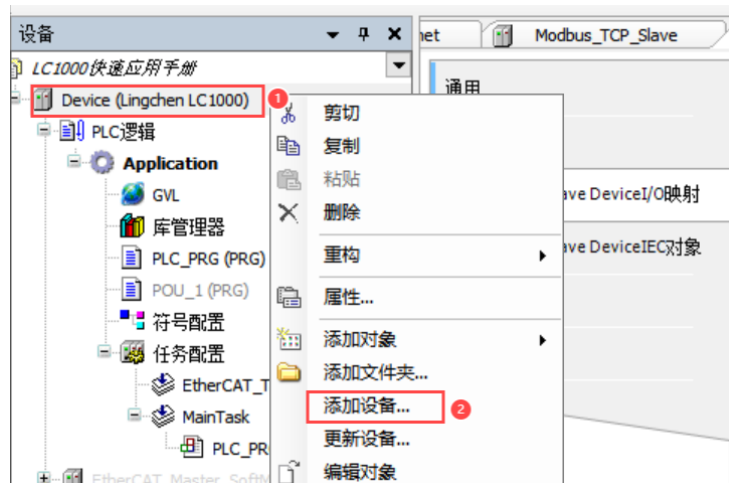 设备
LC1000快速应用手册
Device (Lingchen LC1000)
PLC逻辑
Application
GVL
库管理器
PLC_PRG (PRG)
POU_1 (PRG)
符号配置
任务配置
EtherCAT_T
MainTask
PLC_PR
EtherCAT_Master_SoftM
1
剪切
复制
粘贴
删除
重构
属性...
添加对象
添加文件夹...
添加设备...
2
更新设备...
编辑对象
net
Modbus_TCP_Slave
通用
ave DeviceI/O映射
ave DeviceIEC对象